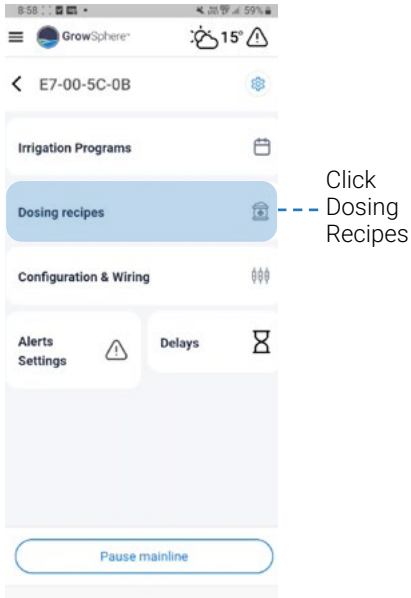 8:58 59%
GrowSphere™ 15°
E7-00-5C-0B
Irrigation Programs
Dosing recipes
Click
Dosing
Recipes
Configuration & Wiring
Alerts
Settings
Delays
Pause mainline